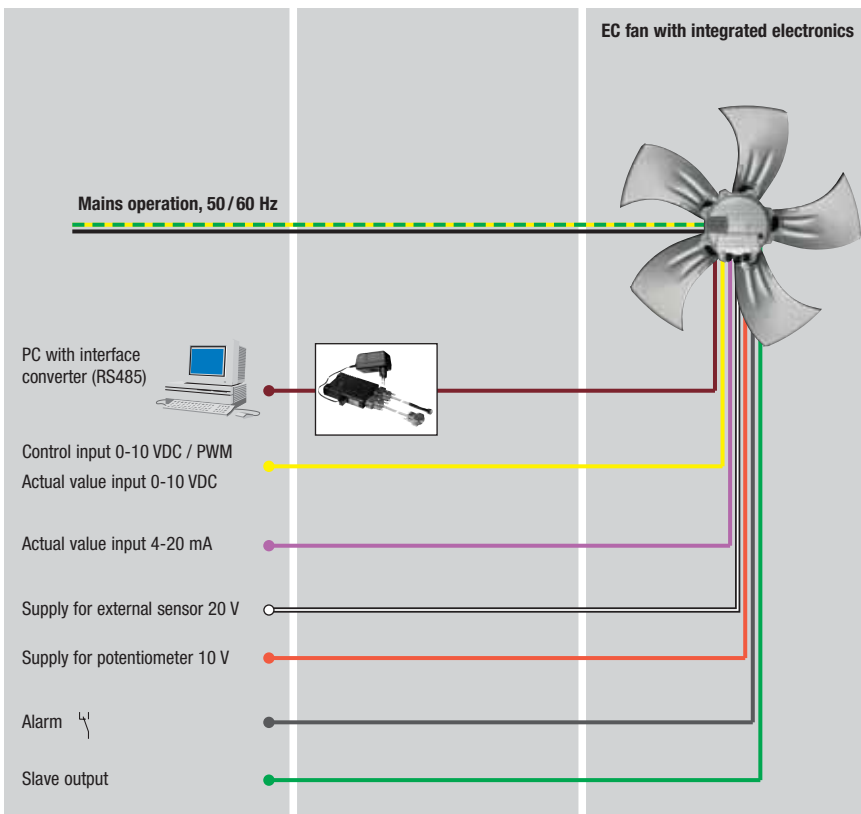 EC fan with integrated electronics
Mains operation, 50/60 Hz
PC with interface
converter (RS485)
Control input 0-10 VDC / PWM
Actual value input 0-10 VDC
Actual value input 4-20 mA
Supply for external sensor 20 V
Supply for potentiometer 10 V
Alarm
Slave output